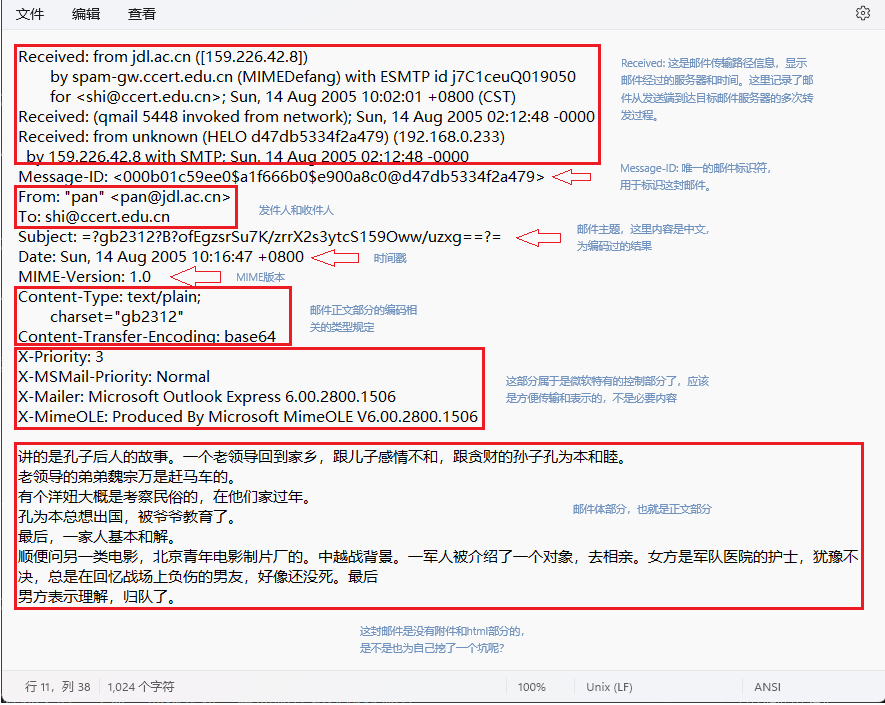 文件 编辑 查看
Received: from jdl.ac.cn ([159.226.42.8])
by spam-gw.ccert.edu.cn (MIMEDefang) with ESMTP id j7C1ceuQ019050
for <shi@ccert.edu.cn>; Sun, 14 Aug 2005 10:02:01 +0800 (CST)
Received: (qmail 5448 invoked from network); Sun, 14 Aug 2005 02:12:48 -0000
Received: from unknown (HELO d47db5334f2a479) (192.168.0.233)
by 159.226.42.8 with SMTP; Sun, 14 Aug 2005 02:12:48 -0000
Received: 这是邮件传输路径信息，显示
邮件经过的服务器和时间。这里记录了邮
件从发送端到达目标邮件服务器的多次转
发过程。
Message-ID: <000b01c59ee0$a1f666b0$e900a8c0@d47db5334f2a479>
Message-ID: 唯一的邮件标识符，
用于标识这封邮件。
From: "pan" <pan@jdl.ac.cn>
To: shi@ccert.edu.cn
发件人和收件人
Subject: =?gb2312?B?ofEgzsrSu7K/zrrX2s3ytcS159Oww/uzxg==?=
邮件主题，这里内容是中文，
为编码过的结果
Date: Sun, 14 Aug 2005 10:16:47 +0800
时间戳
MIME-Version: 1.0
MIME版本
Content-Type: text/plain;
charset="gb2312"
Content-Transfer-Encoding: base64
邮件正文部分的编码相
关的类型规定
X-Priority: 3
X-MSMail-Priority: Normal
X-Mailer: Microsoft Outlook Express 6.00.2800.1506
X-MimeOLE: Produced By Microsoft MimeOLE V6.00.2800.1506
这部分属于是微软特有的控制部分了，应该
是方便传输和表示的，不是必要内容
讲的是孔子后人的故事。一个老领导回到家乡，跟儿子感情不和，跟贪财的孙子孔为本和睦。
老领导的弟弟魏宗万是赶马车的。
有个洋妞大概是考察民俗的，在他们家过年。
孔为本总想出国，被爷爷教育了。
最后，一家人基本和解。
顺便问另一类电影，北京青年电影制片厂的。中越战背景。一军人被介绍了一个对象，去相亲。女方是军队医院的护士，犹豫不
决，总是在回忆战场上负伤的男友，好像还没死。最后
男方表示理解，归队了。
邮件体部分，也就是正文部分
这封邮件是没有附件和html部分的，
是不是也为自己挖了一个坑呢？
行 11，列 38 1,024 个字符 100% Unix (LF) ANSI